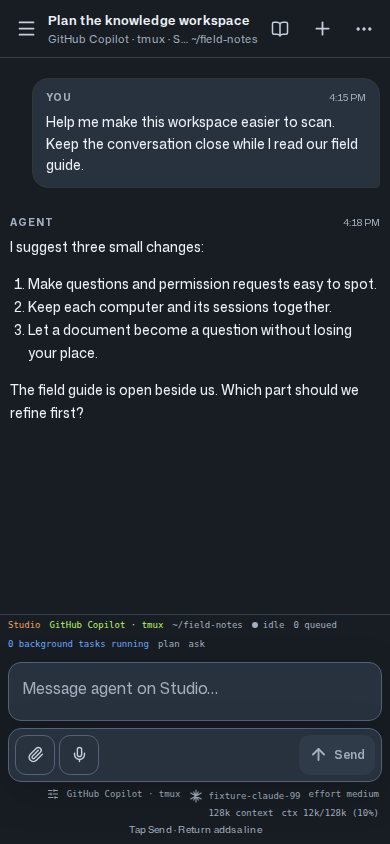 Plan the knowledge workspace
GitHub Copilot · tmux · S… ~/field-notes
YOU 4:15 PM
Help me make this workspace easier to scan.
Keep the conversation close while I read our field
guide.
AGENT 4:18 PM
I suggest three small changes:
1. Make questions and permission requests easy to spot.
2. Keep each computer and its sessions together.
3. Let a document become a question without losing
your place.
The field guide is open beside us. Which part should we
refine first?
Studio GitHub Copilot · tmux ~/field-notes idle 0 queued
0 background tasks running plan ask
Message agent on Studio…
Send
GitHub Copilot · tmux fixture-claude-99 effort medium
128k context ctx 12k/128k (10%)
Tap Send · Return adds a line